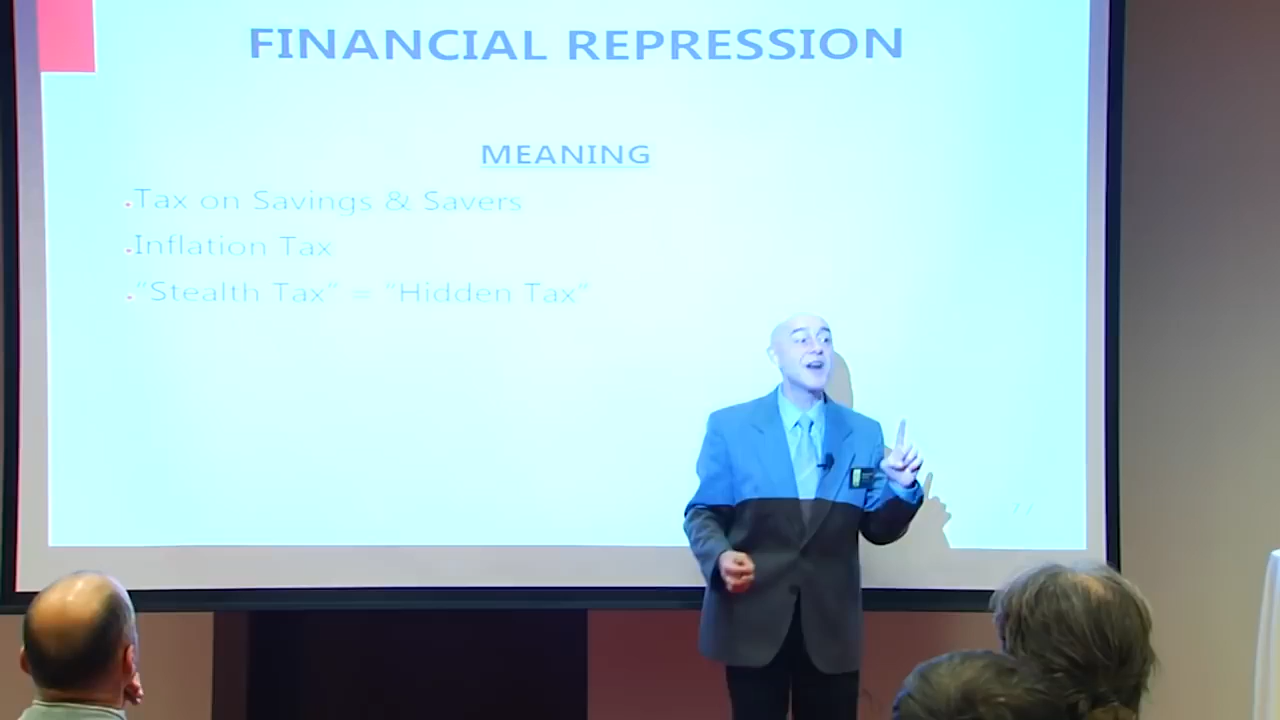 FINANCIAL REPRESSION
MEANING
.Tax on Savings & Savers
.Inflation Tax
."Stealth Tax" = "Hidden Tax"